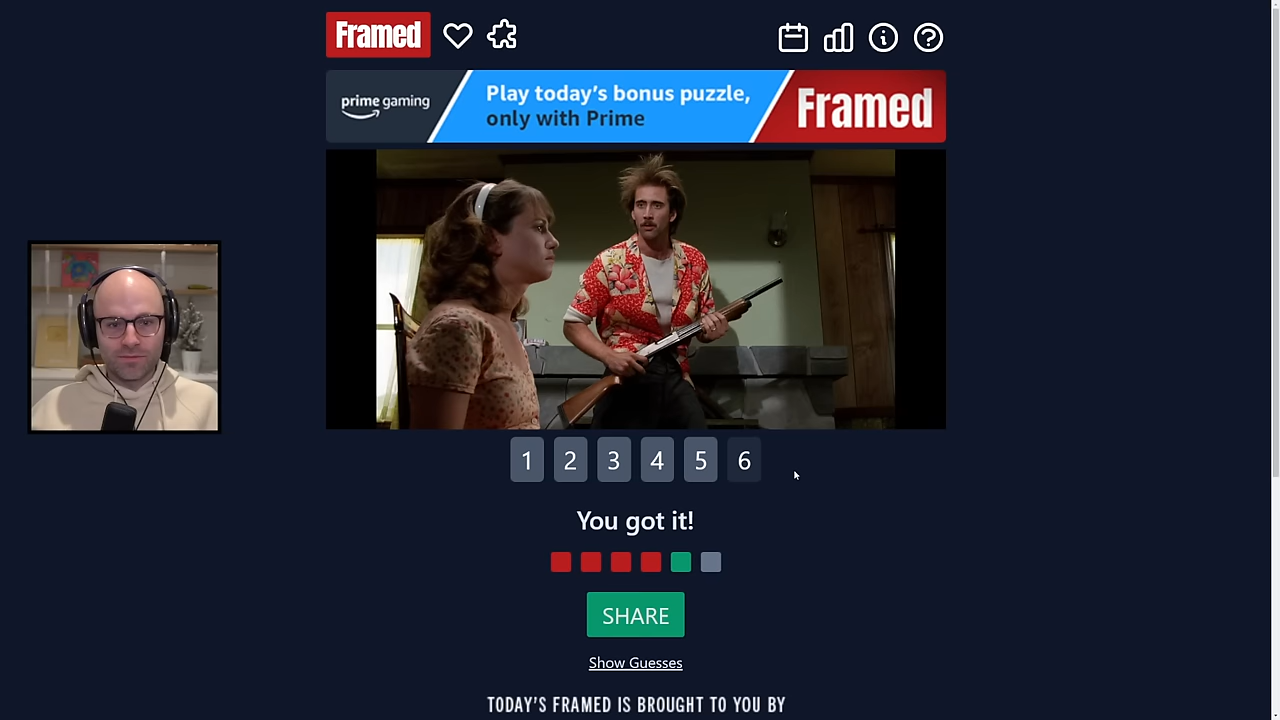 Framed
prime gaming
Play today's bonus puzzle,
only with Prime
Framed
1 2 3 4 5 6
You got it!
SHARE
Show Guesses
TODAY'S FRAMED IS BROUGHT TO YOU BY